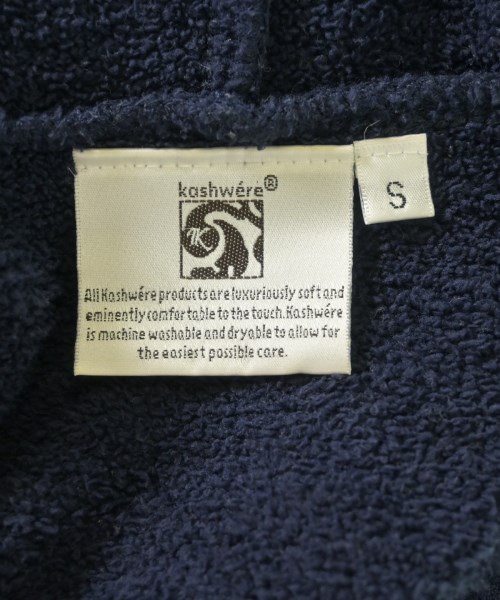 kashwére®
K
S
All Kashwére products are luxuriously soft and
eminently comfortable to the touch. Kashwére
is machine washable and dryable to allow for
the easiest possible care.